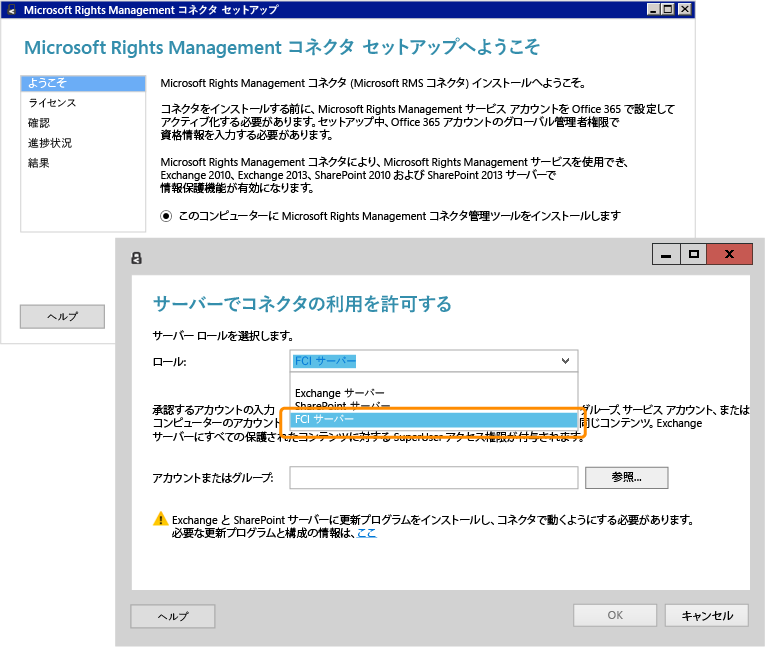 Microsoft Rights Management コネクタ セットアップ
Microsoft Rights Management コネクタ セットアップへようこそ
ようこそ
ライセンス
確認
進捗状況
結果
Microsoft Rights Management コネクタ (Microsoft RMS コネクタ) インストールへようこそ。
コネクタをインストールする前に、Microsoft Rights Management サービス アカウントを Office 365 で設定して
アクティブ化する必要があります。セットアップ中、Office 365 アカウントのグローバル管理者権限で
資格情報を入力する必要があります。
Microsoft Rights Management コネクタにより、Microsoft Rights Management サービスを使用でき、
Exchange 2010、Exchange 2013、SharePoint 2010 および SharePoint 2013 サーバーで
情報保護機能が有効になります。
このコンピューターに Microsoft Rights Management コネクタ管理ツールをインストールします
ヘルプ
サーバーでコネクタの利用を許可する
サーバー ロールを選択します。
ロール:
FCI サーバー
Exchange サーバー
SharePoint サーバー
FCI サーバー
承認するアカウントの入力 グループ、サービス アカウント、または
コンピューターのアカウント 同じコンテンツ。Exchange
サーバーにすべての保護されたコンテンツに対する SuperUser アクセス権限が付与されます。
アカウントまたはグループ:
参照...
Exchange と SharePoint サーバーに更新プログラムをインストールし、コネクタで動くようにする必要があります。
必要な更新プログラムと構成の情報は、ここ
ヘルプ
OK
キャンセル